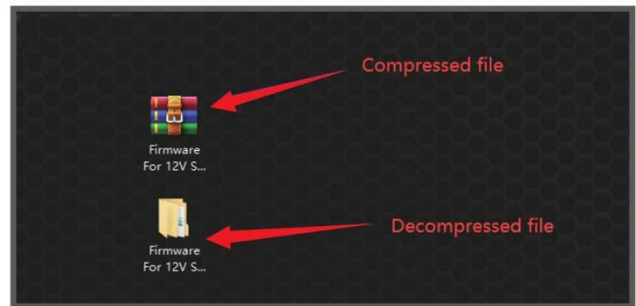 Compressed file
Firmware
For 12V S...
Decompressed file
Firmware
For 12V S...